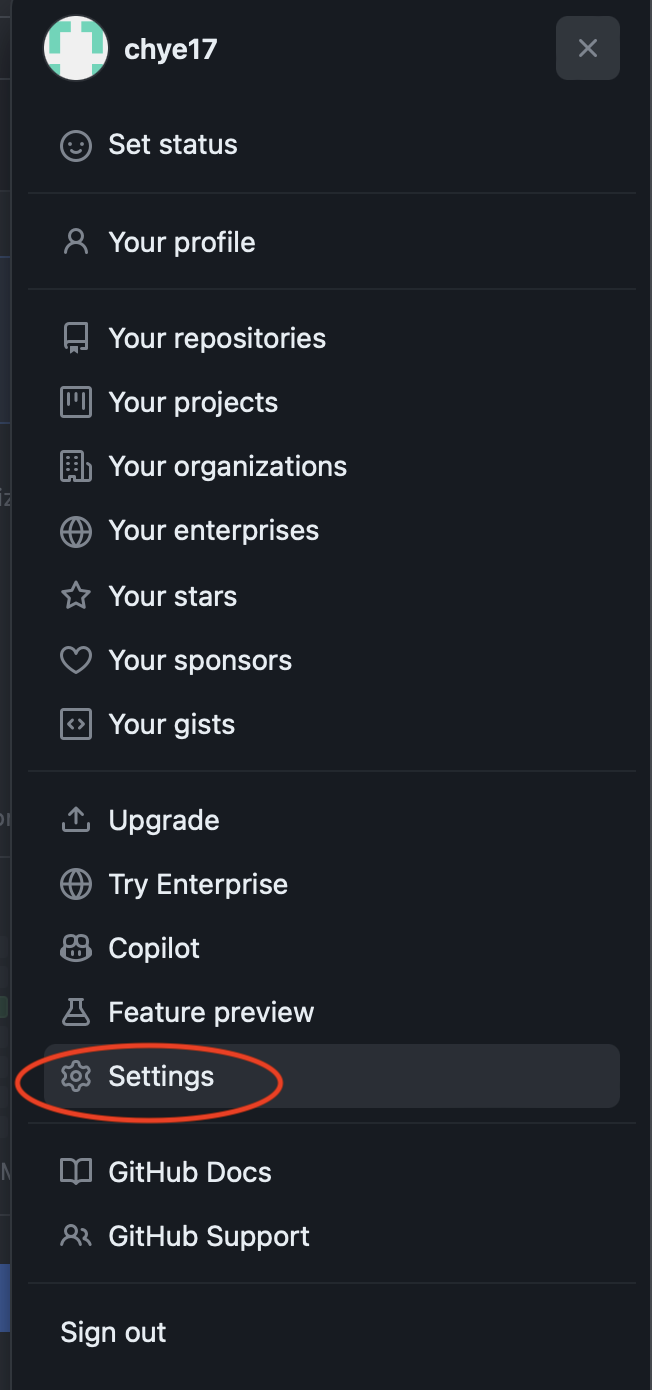 chye17
Set status
Your profile
Your repositories
Your projects
Your organizations
Your enterprises
Your stars
Your sponsors
Your gists
Upgrade
Try Enterprise
Copilot
Feature preview
Settings
GitHub Docs
GitHub Support
Sign out